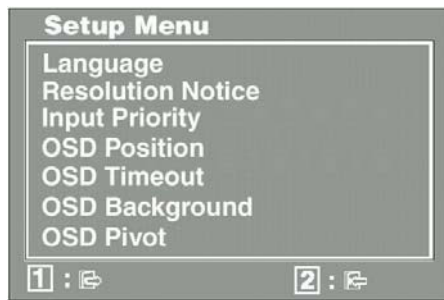 Setup Menu
Language
Resolution Notice
Input Priority
OSD Position
OSD Timeout
OSD Background
OSD Pivot
1 : 2 :